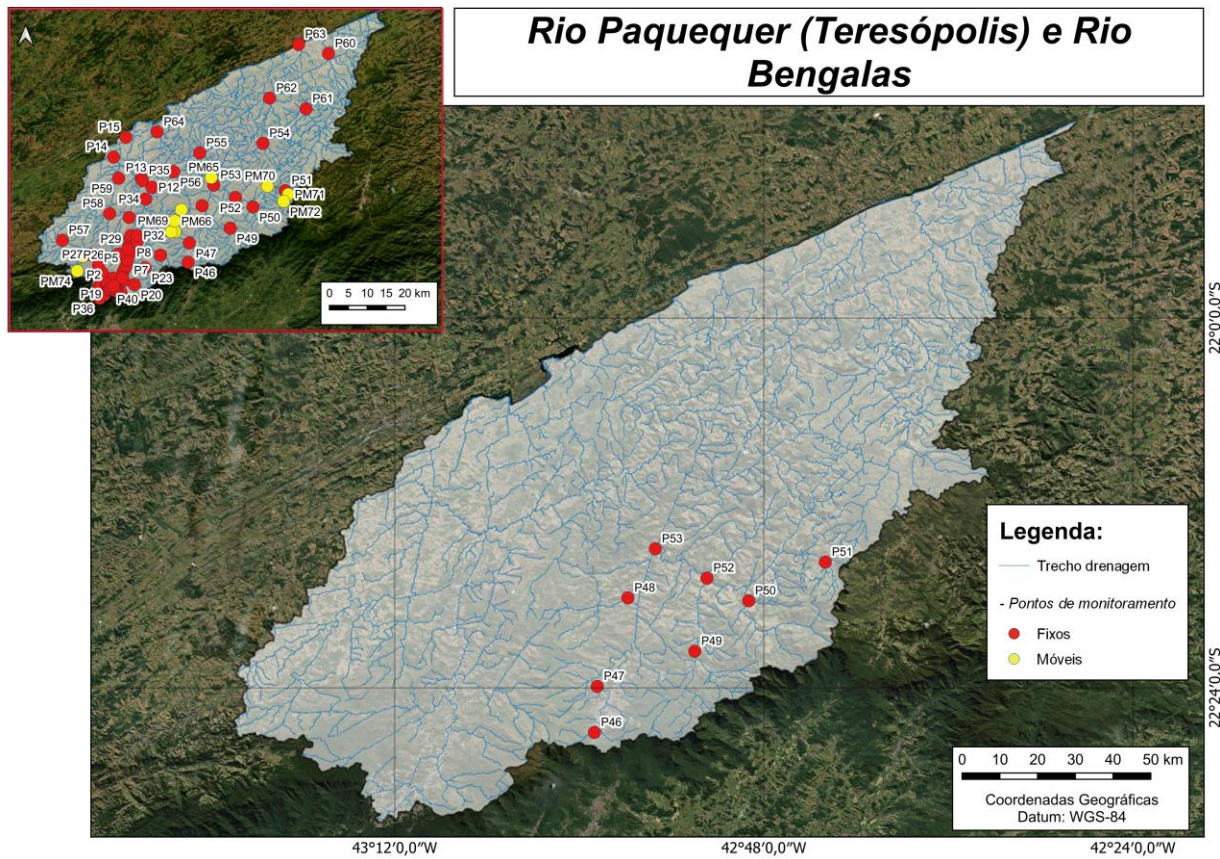 Rio Paquequer (Teresópolis) e Rio
Bengalas
P63
P60
P62
P61
P15
P64
P54
P14
P55
P13
P35
PM65
P53
PM70
P51
P59
P12
P56
PM71
P34
P52
PM72
P58
PM69
PM66
P50
P57
P29
P32
P49
P27
P26
P5
P8
P47
PM74
P2
P7
P23
P46
P19
P40
P20
P36
0 5 10 15 20 km
22°0'0,0"S
P53
P51
P52
P48
P50
P49
P47
P46
22°24'0,0"S
Legenda:
Trecho drenagem
- Pontos de monitoramento
Fixos
Móveis
0 10 20 30 40 50 km
Coordenadas Geográficas
Datum: WGS-84
43°12'0,0"W
42°48'0,0"W
42°24'0,0"W